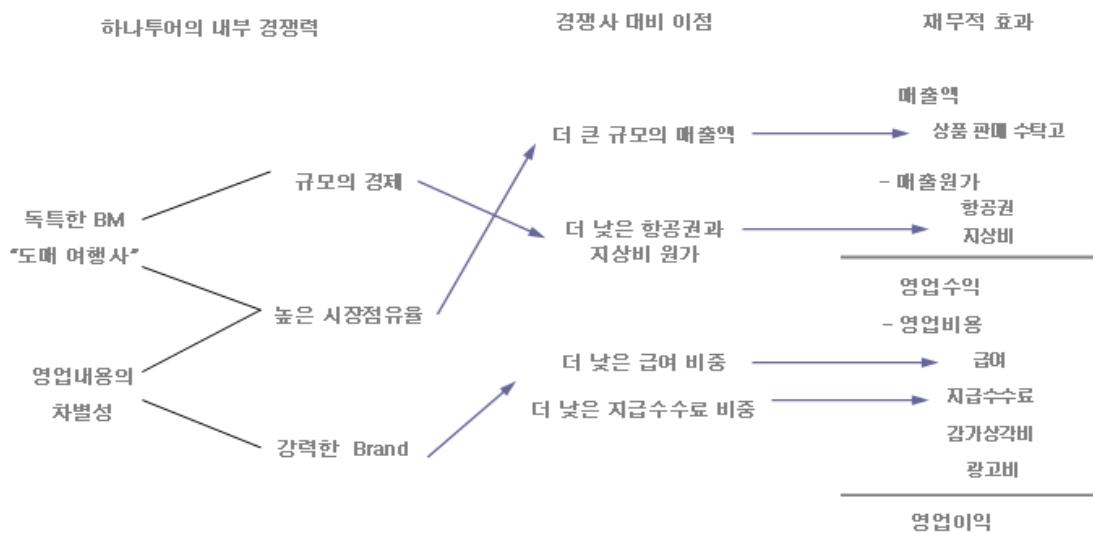 하나투어의 내부 경쟁력
경쟁사 대비 이점
재무적 효과
독특한 BM
“도매 여행사”
영업내용의
차별성
규모의 경제
높은 시장점유율
강력한 Brand
더 큰 규모의 매출액
더 낮은 항공권과
지상비 원가
더 낮은 급여 비중
더 낮은 지급수수료 비중
매출액
상품 판매 수탁고
- 매출원가
항공권
지상비
영업수익
- 영업비용
급여
지급수수료
감가상각비
광고비
영업이익